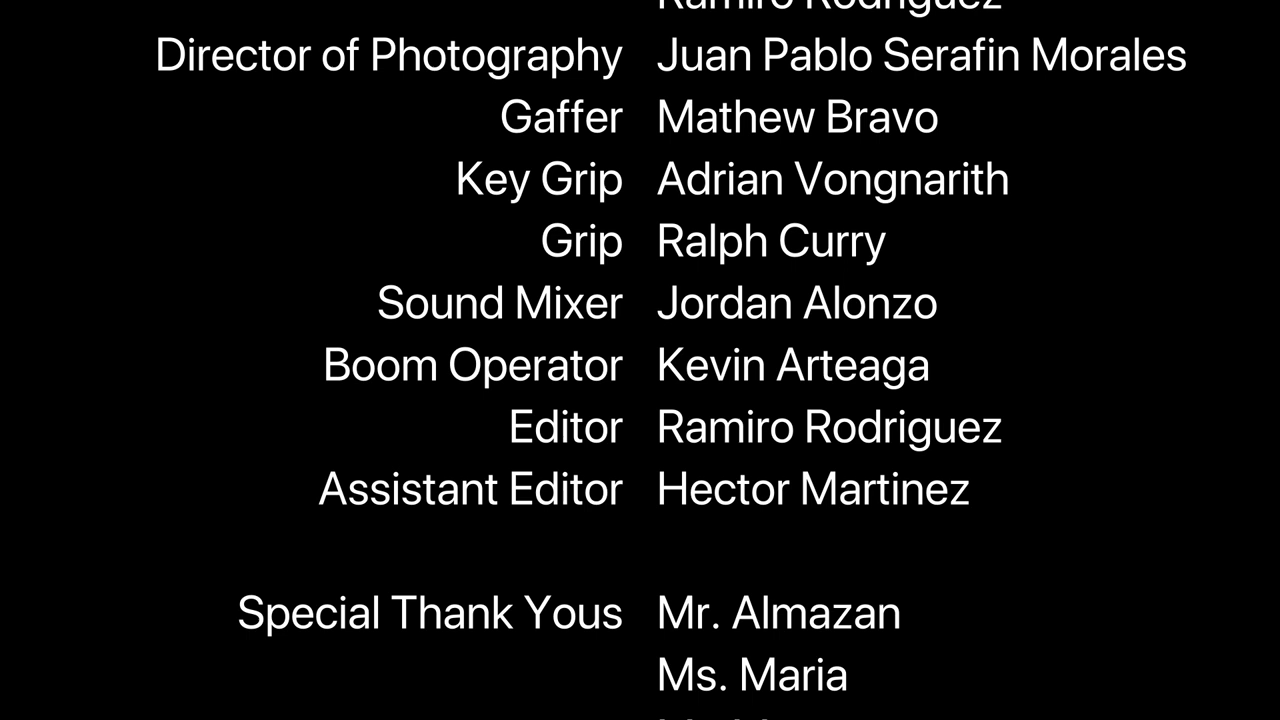 Ramiro Rodriguez
Director of Photography Juan Pablo Serafin Morales
Gaffer Mathew Bravo
Key Grip Adrian Vongnarith
Grip Ralph Curry
Sound Mixer Jordan Alonzo
Boom Operator Kevin Arteaga
Editor Ramiro Rodriguez
Assistant Editor Hector Martinez
Special Thank Yous Mr. Almazan
Ms. Maria